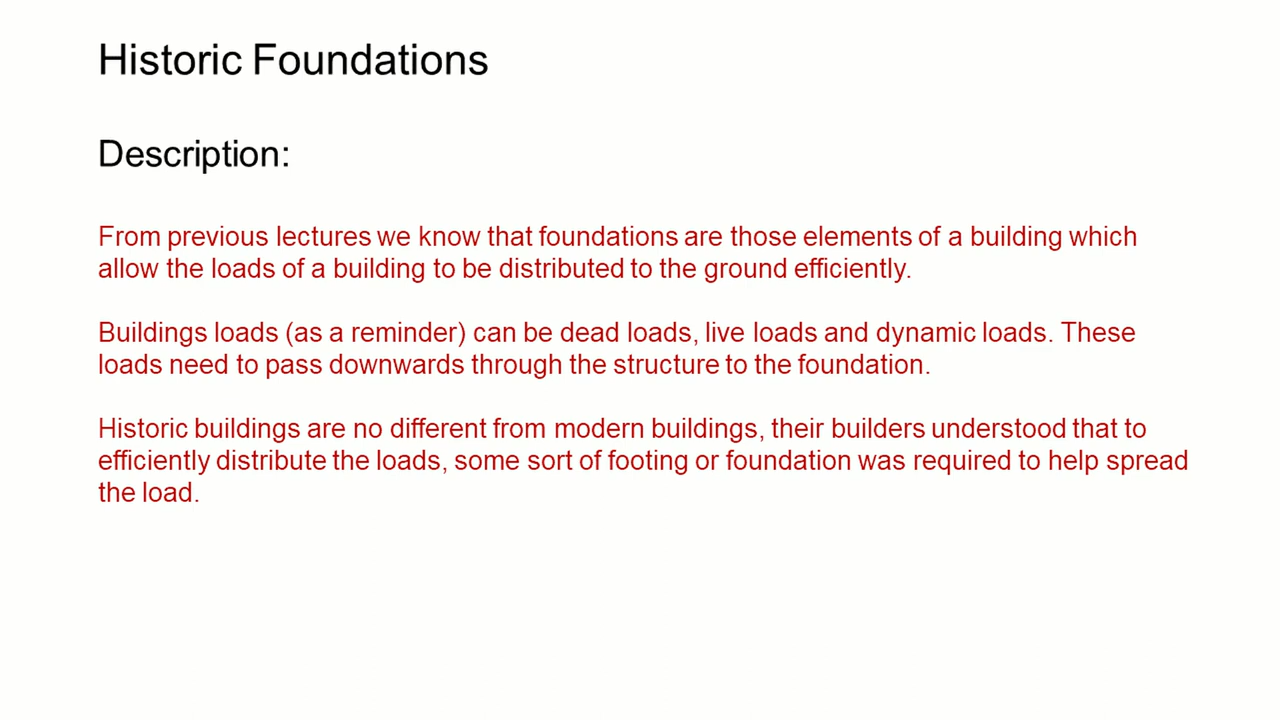 Historic Foundations
Description:
From previous lectures we know that foundations are those elements of a building which
allow the loads of a building to be distributed to the ground efficiently.
Buildings loads (as a reminder) can be dead loads, live loads and dynamic loads. These
loads need to pass downwards through the structure to the foundation.
Historic buildings are no different from modern buildings, their builders understood that to
efficiently distribute the loads, some sort of footing or foundation was required to help spread
the load.